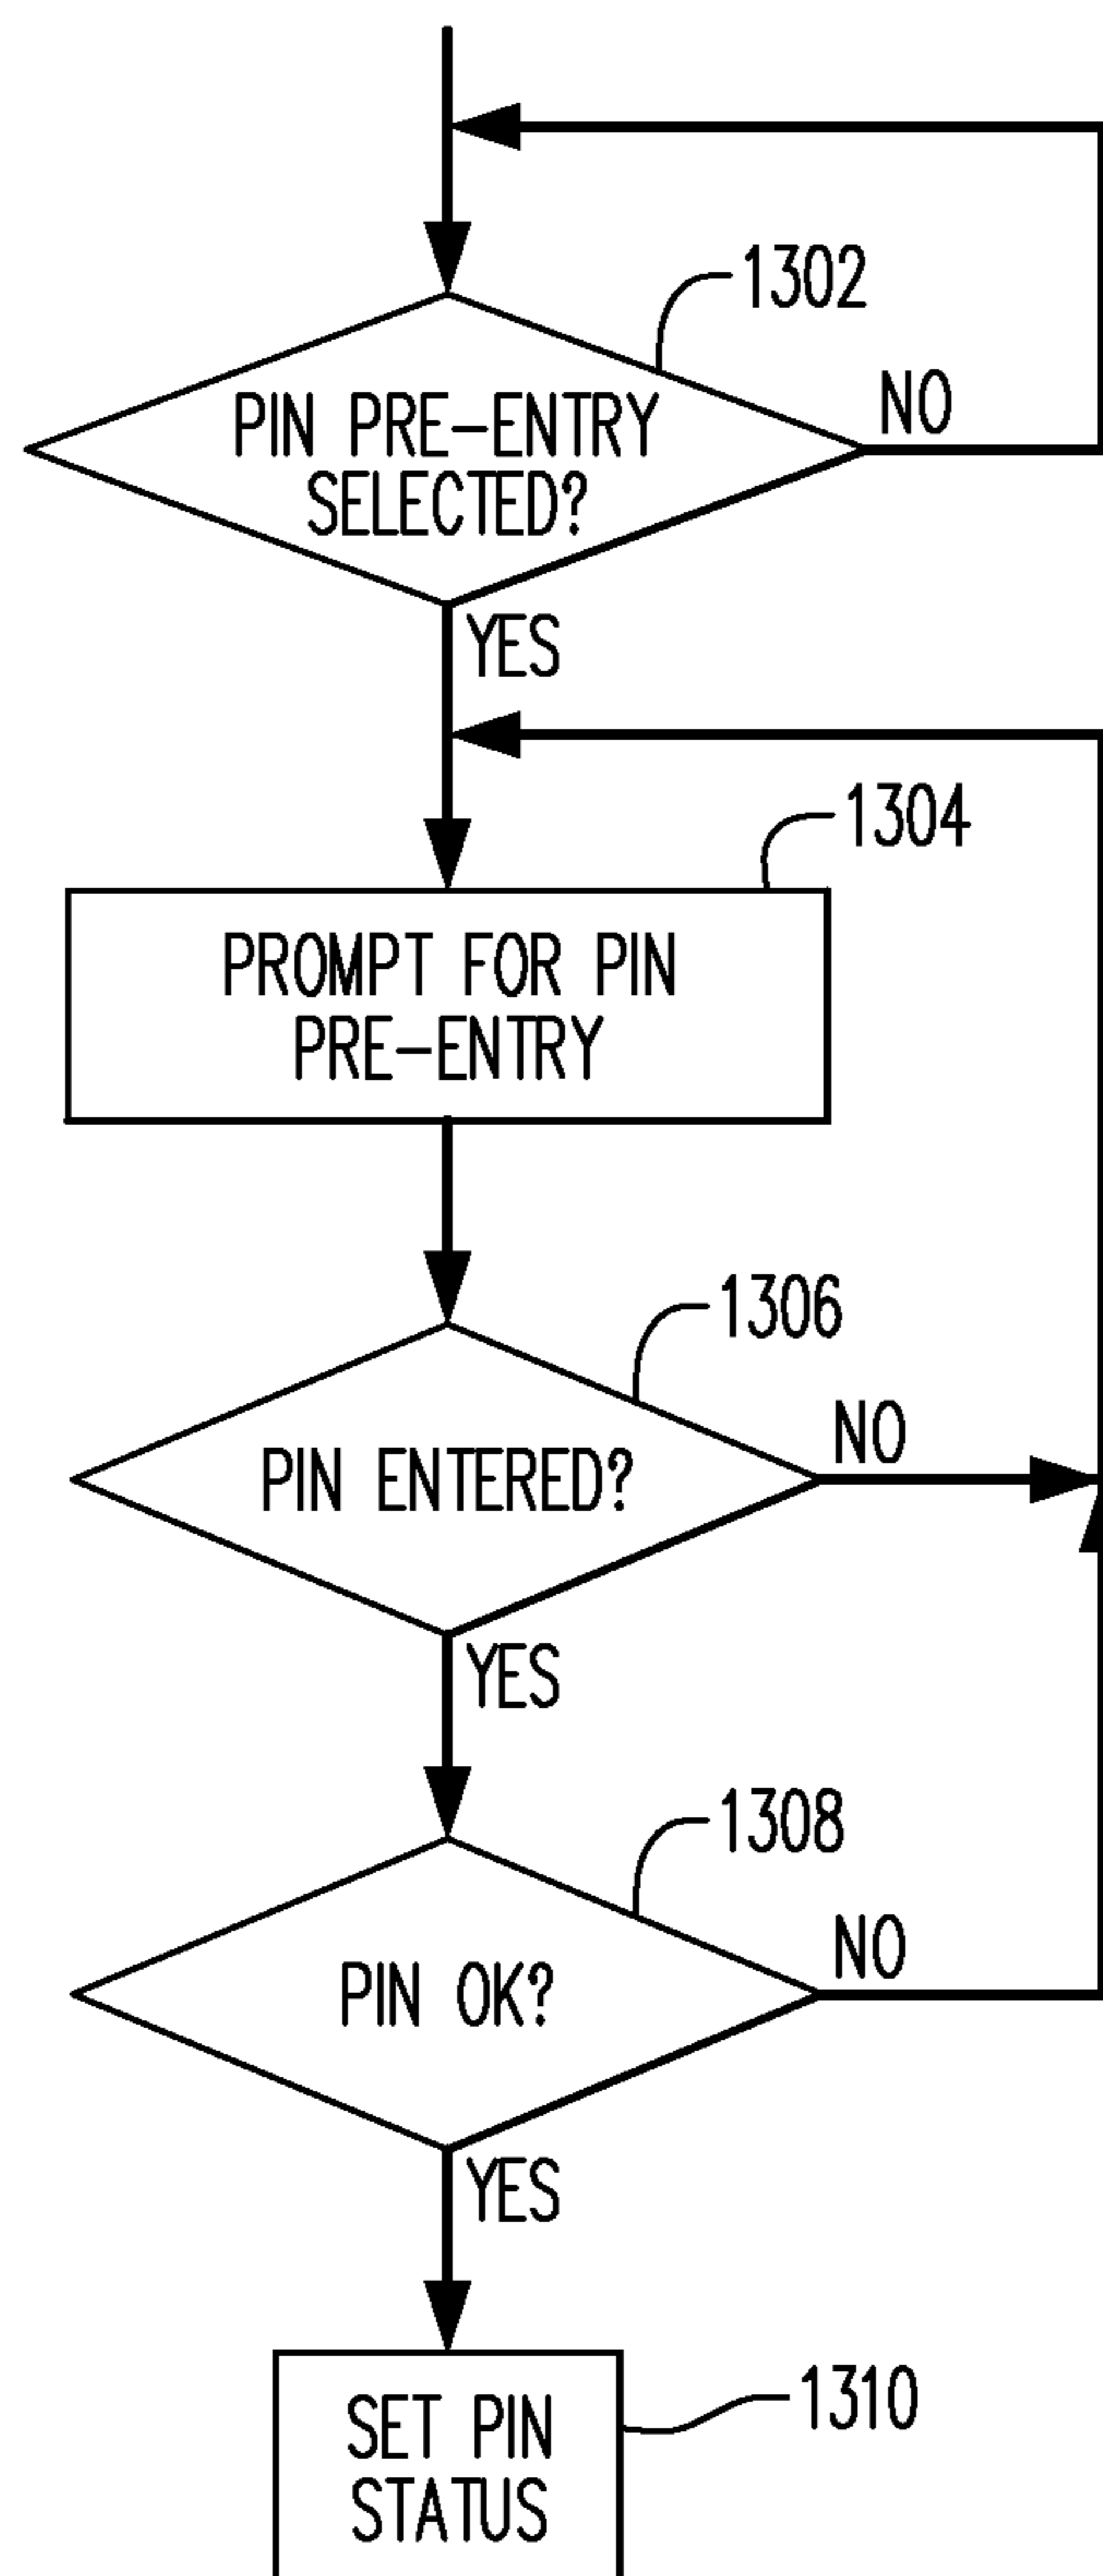 1302
PIN PRE-ENTRY
SELECTED?
NO
YES
1304
PROMPT FOR PIN
PRE-ENTRY
1306
PIN ENTERED?
NO
YES
1308
PIN OK?
NO
YES
1310
SET PIN
STATUS